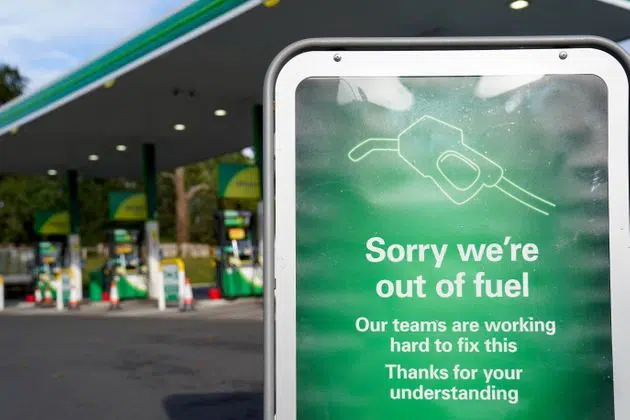 Sorry we're
out of fuel
Our teams are working
hard to fix this
Thanks for your
understanding